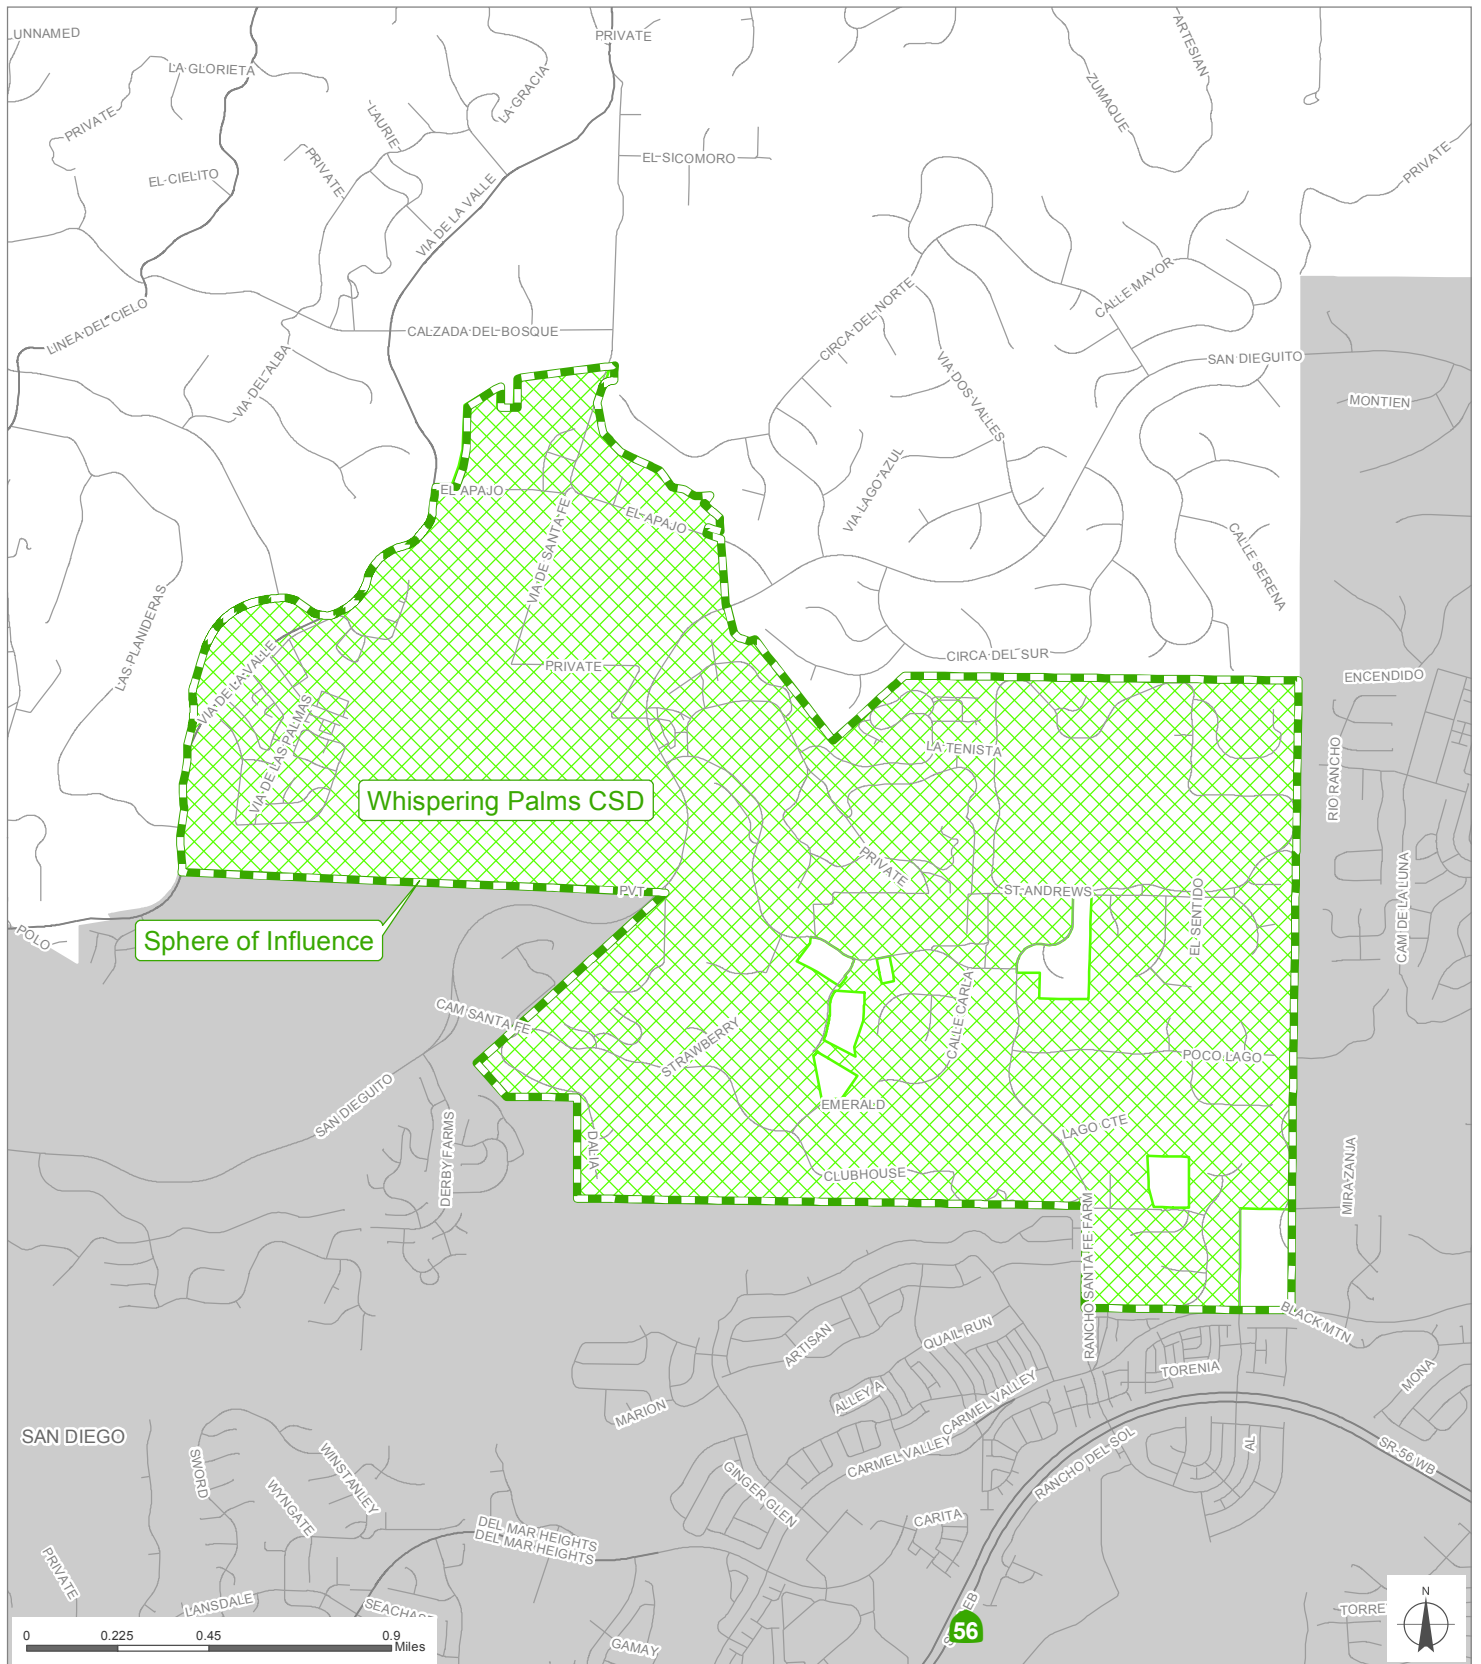 UNNAMED
PRIVATE
ARTESIAN
LA GLORIETA
LA GRACIA
ZUMAQUE
PRIVATE
LAURIE
EL SICOMORO
PRIVATE
EL CIELITO
PRIVATE
VIA DE LA VALLE
CALLE MAYOR
CIRCA DEL NORTE
LINEA DEL CIELO
CALZADA DEL BOSQUE
SAN DIEGUITO
VIA DEL ALBA
VIA DOS VALLES
MONTIEN
VIA LAGO AZUL
EL APAJO
EL APAJO
VIA DE SANTA FE
CALLE SERENA
LAS PLANIDERAS
CIRCA DEL SUR
PRIVATE
ENCENDIDO
VIA DE LA VALLE
VIA DE LAS PALMAS
LA TENISTA
RIO RANCHO
Whispering Palms CSD
PRIVATE
PVT
ST ANDREWS
EL SENTIDO
CAM DE LA LUNA
POLO
Sphere of Influence
CAM SANTA FE
STRAWBERRY
CALLE CARLA
POCO LAGO
SAN DIEGUITO
EMERALD
LAGO CTE
DERBY FARMS
DALIA
CLUBHOUSE
MIRA ZANJA
RANCHO SANTA FE FARM
BLACK MTN
ARTISAN
QUAIL RUN
TORENIA
MONA
ALLEY A
CARMEL VALLEY
MARION
SAN DIEGO
CARMEL VALLEY
RANCHO DEL SOL
AL
SR-56 WB
SWORD
WINSTANLEY
WYNGATE
GINGER GLEN
CARITA
DEL MAR HEIGHTS
DEL MAR HEIGHTS
PRIVATE
LANSDALE
N
56
GAMAY
0 0.225 0.45 0.9
Miles